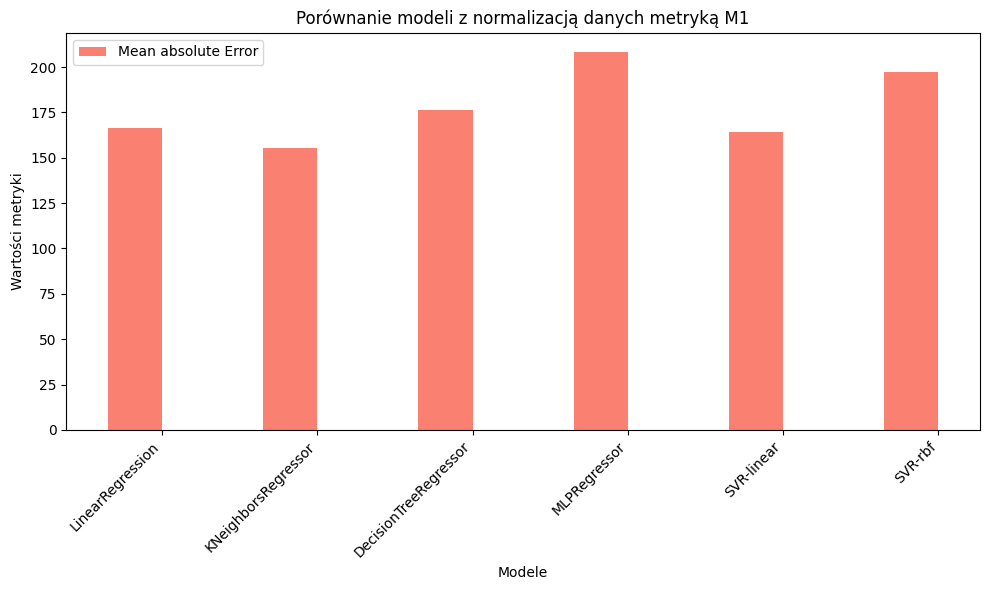 Porównanie modeli z normalizacją danych metryką M1
Mean absolute Error
Wartości metryki
200
175
150
125
100
75
50
25
0
LinearRegression
KNeighborsRegressor
DecisionTreeRegressor
MLPRegressor
SVR-linear
SVR-rbf
Modele